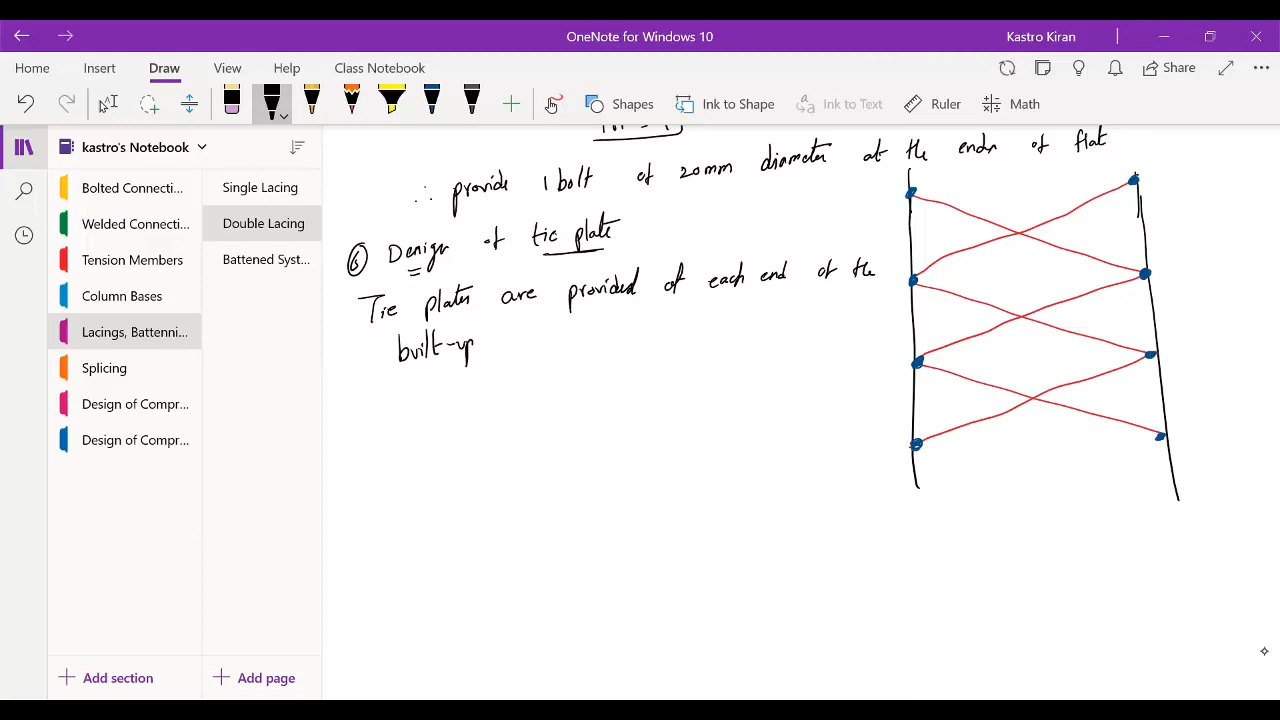 OneNote for Windows 10
Kastro Kiran
Home
Insert
Draw
View
Help
Class Notebook
Share
Shapes
Ink to Shape
Ink to Text
Ruler
Math
kastro's Notebook
Bolted Connecti...
Welded Connecti...
Tension Members
Column Bases
Lacings, Battenni...
Splicing
Design of Compr...
Design of Compr...
Single Lacing
Double Lacing
Battened Syst...
Add section
Add page
∴ provide 1 bolt of 20mm diameter at the ends of flat
⑥ Design of tie plate
Tie plates are provided of each end of the
built-up